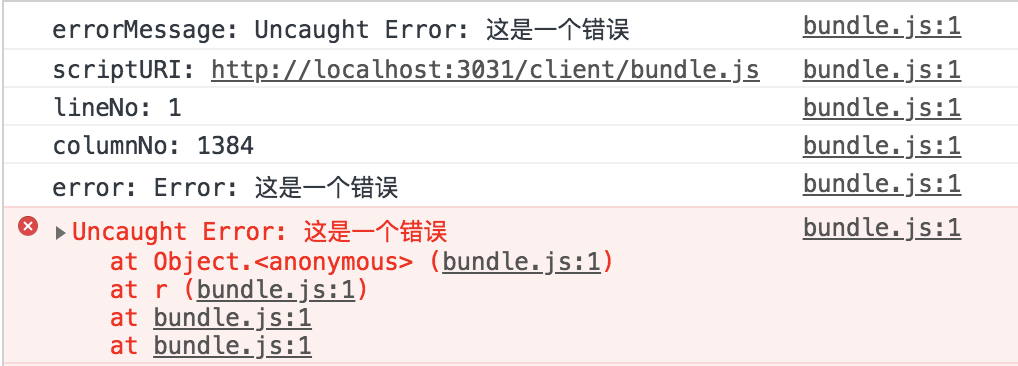 errorMessage: Uncaught Error: 这是一个错误 bundle.js:1
scriptURI: http://localhost:3031/client/bundle.js bundle.js:1
lineNo: 1 bundle.js:1
columnNo: 1384 bundle.js:1
error: Error: 这是一个错误 bundle.js:1
Uncaught Error: 这是一个错误 bundle.js:1
at Object.<anonymous> (bundle.js:1)
at r (bundle.js:1)
at bundle.js:1
at bundle.js:1